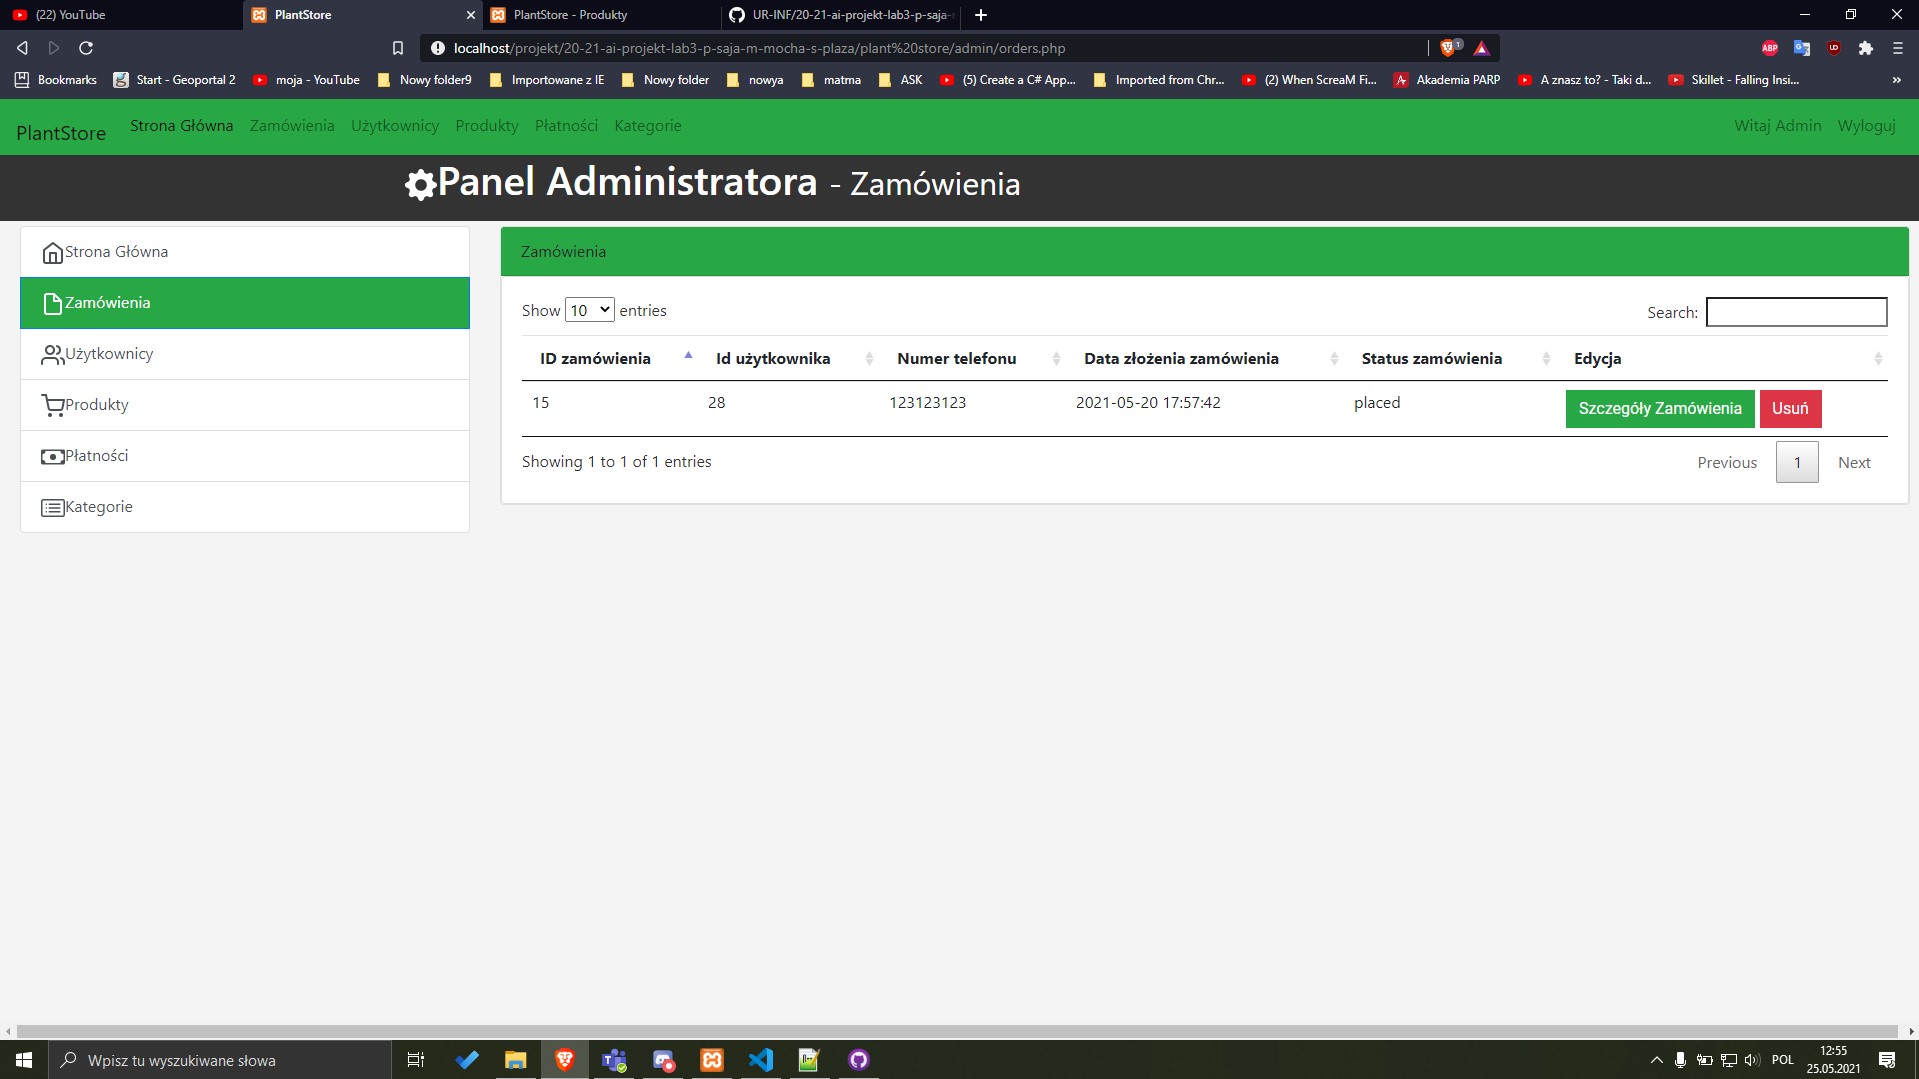 (22) YouTube
PlantStore
PlantStore - Produkty
UR-INF/20-21-ai-projekt-lab3-p-saja-
localhost/projekt/20-21-ai-projekt-lab3-p-saja-m-mocha-s-plaza/plant%20store/admin/orders.php
1
ABP
Bookmarks
Start - Geoportal 2
moja - YouTube
Nowy folder9
Importowane z IE
Nowy folder
nowya
matma
ASK
(5) Create a C# App...
Imported from Chr...
(2) When ScreaM Fi...
Akademia PARP
A znasz to? - Taki d...
Skillet - Falling Insi...
»
PlantStore
Strona Główna
Zamówienia
Użytkownicy
Produkty
Płatności
Kategorie
Witaj Admin
Wyloguj
Panel Administratora - Zamówienia
Strona Główna
Zamówienia
Użytkownicy
Produkty
Płatności
Kategorie
Zamówienia
Show 10 entries
Search:
ID zamówienia Id użytkownika Numer telefonu Data złożenia zamówienia Status zamówienia Edycja
15 28 123123123 2021-05-20 17:57:42 placed Szczegóły Zamówienia Usuń
Showing 1 to 1 of 1 entries
Previous 1 Next
Wpisz tu wyszukiwane słowa
POL
12:55
25.05.2021